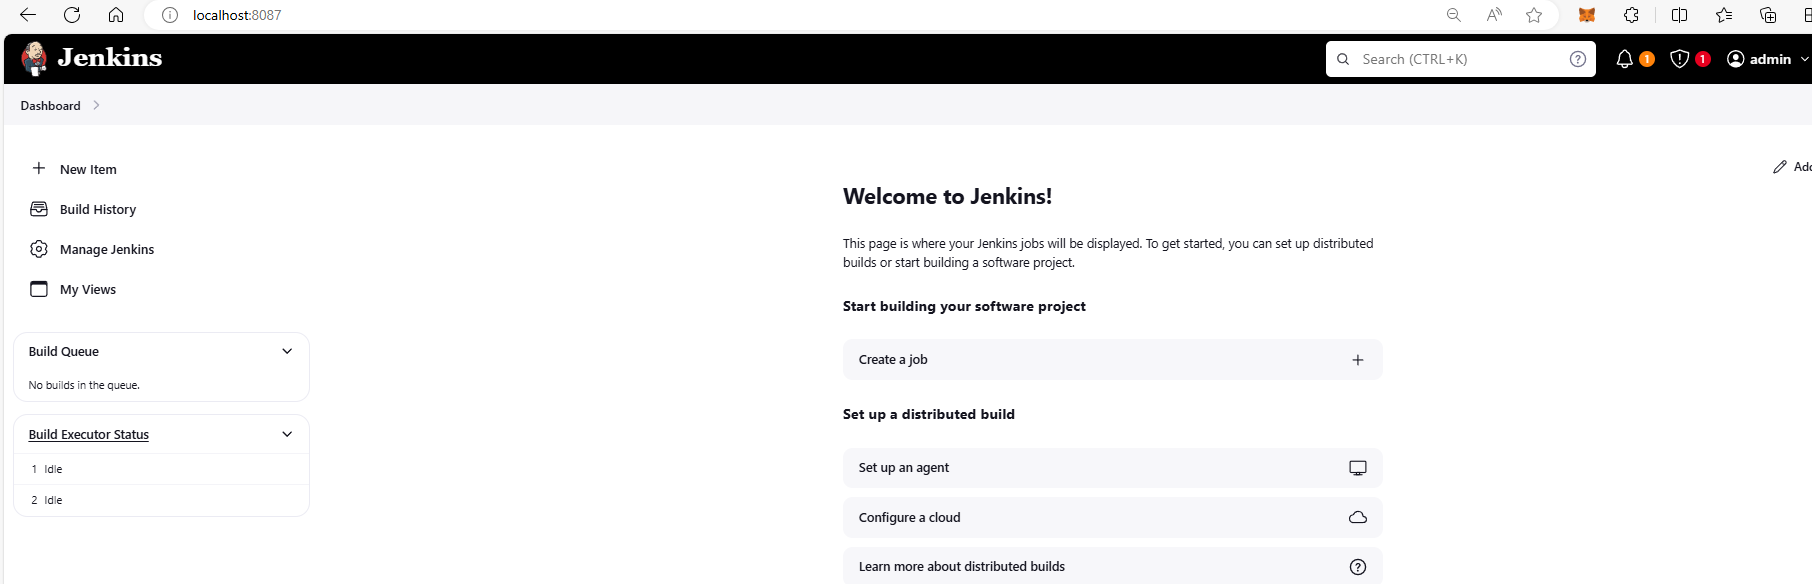 localhost:8087
Jenkins
Search (CTRL+K)
1
1
admin
Dashboard
New Item
Build History
Manage Jenkins
My Views
Add
Welcome to Jenkins!
This page is where your Jenkins jobs will be displayed. To get started, you can set up distributed
builds or start building a software project.
Start building your software project
Create a job
Set up a distributed build
Set up an agent
Configure a cloud
Learn more about distributed builds
Build Queue
No builds in the queue.
Build Executor Status
1 Idle
2 Idle